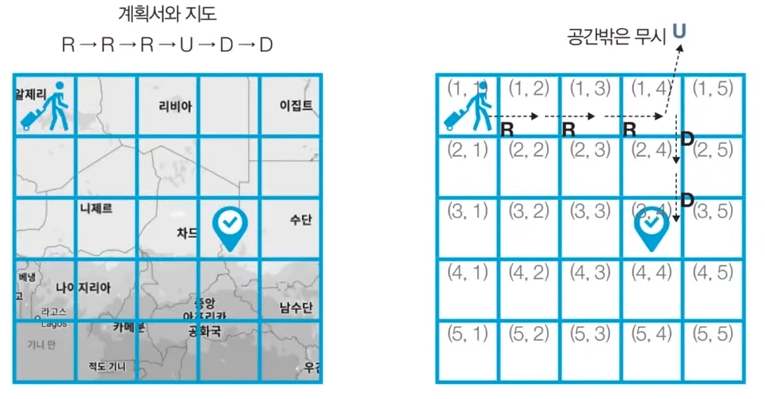 계획서와 지도
R → R → R → U → D → D
알제리
리비아
이집트
니제르
차드
수단
베냉
고
나이지리아
라고스
Lagos
카메룬
중앙
아프리카
공화국
남수단
기니 만
적도 기니
우간
공간밖은 무시 U
(1, 1) (1, 2) (1, 3) (1, 4) (1, 5)
R R R D
(2, 1) (2, 2) (2, 3) (2, 4) (2, 5)
D
(3, 1) (3, 2) (3, 3) (3, 4) (3, 5)
(4, 1) (4, 2) (4, 3) (4, 4) (4, 5)
(5, 1) (5, 2) (5, 3) (5, 4) (5, 5)